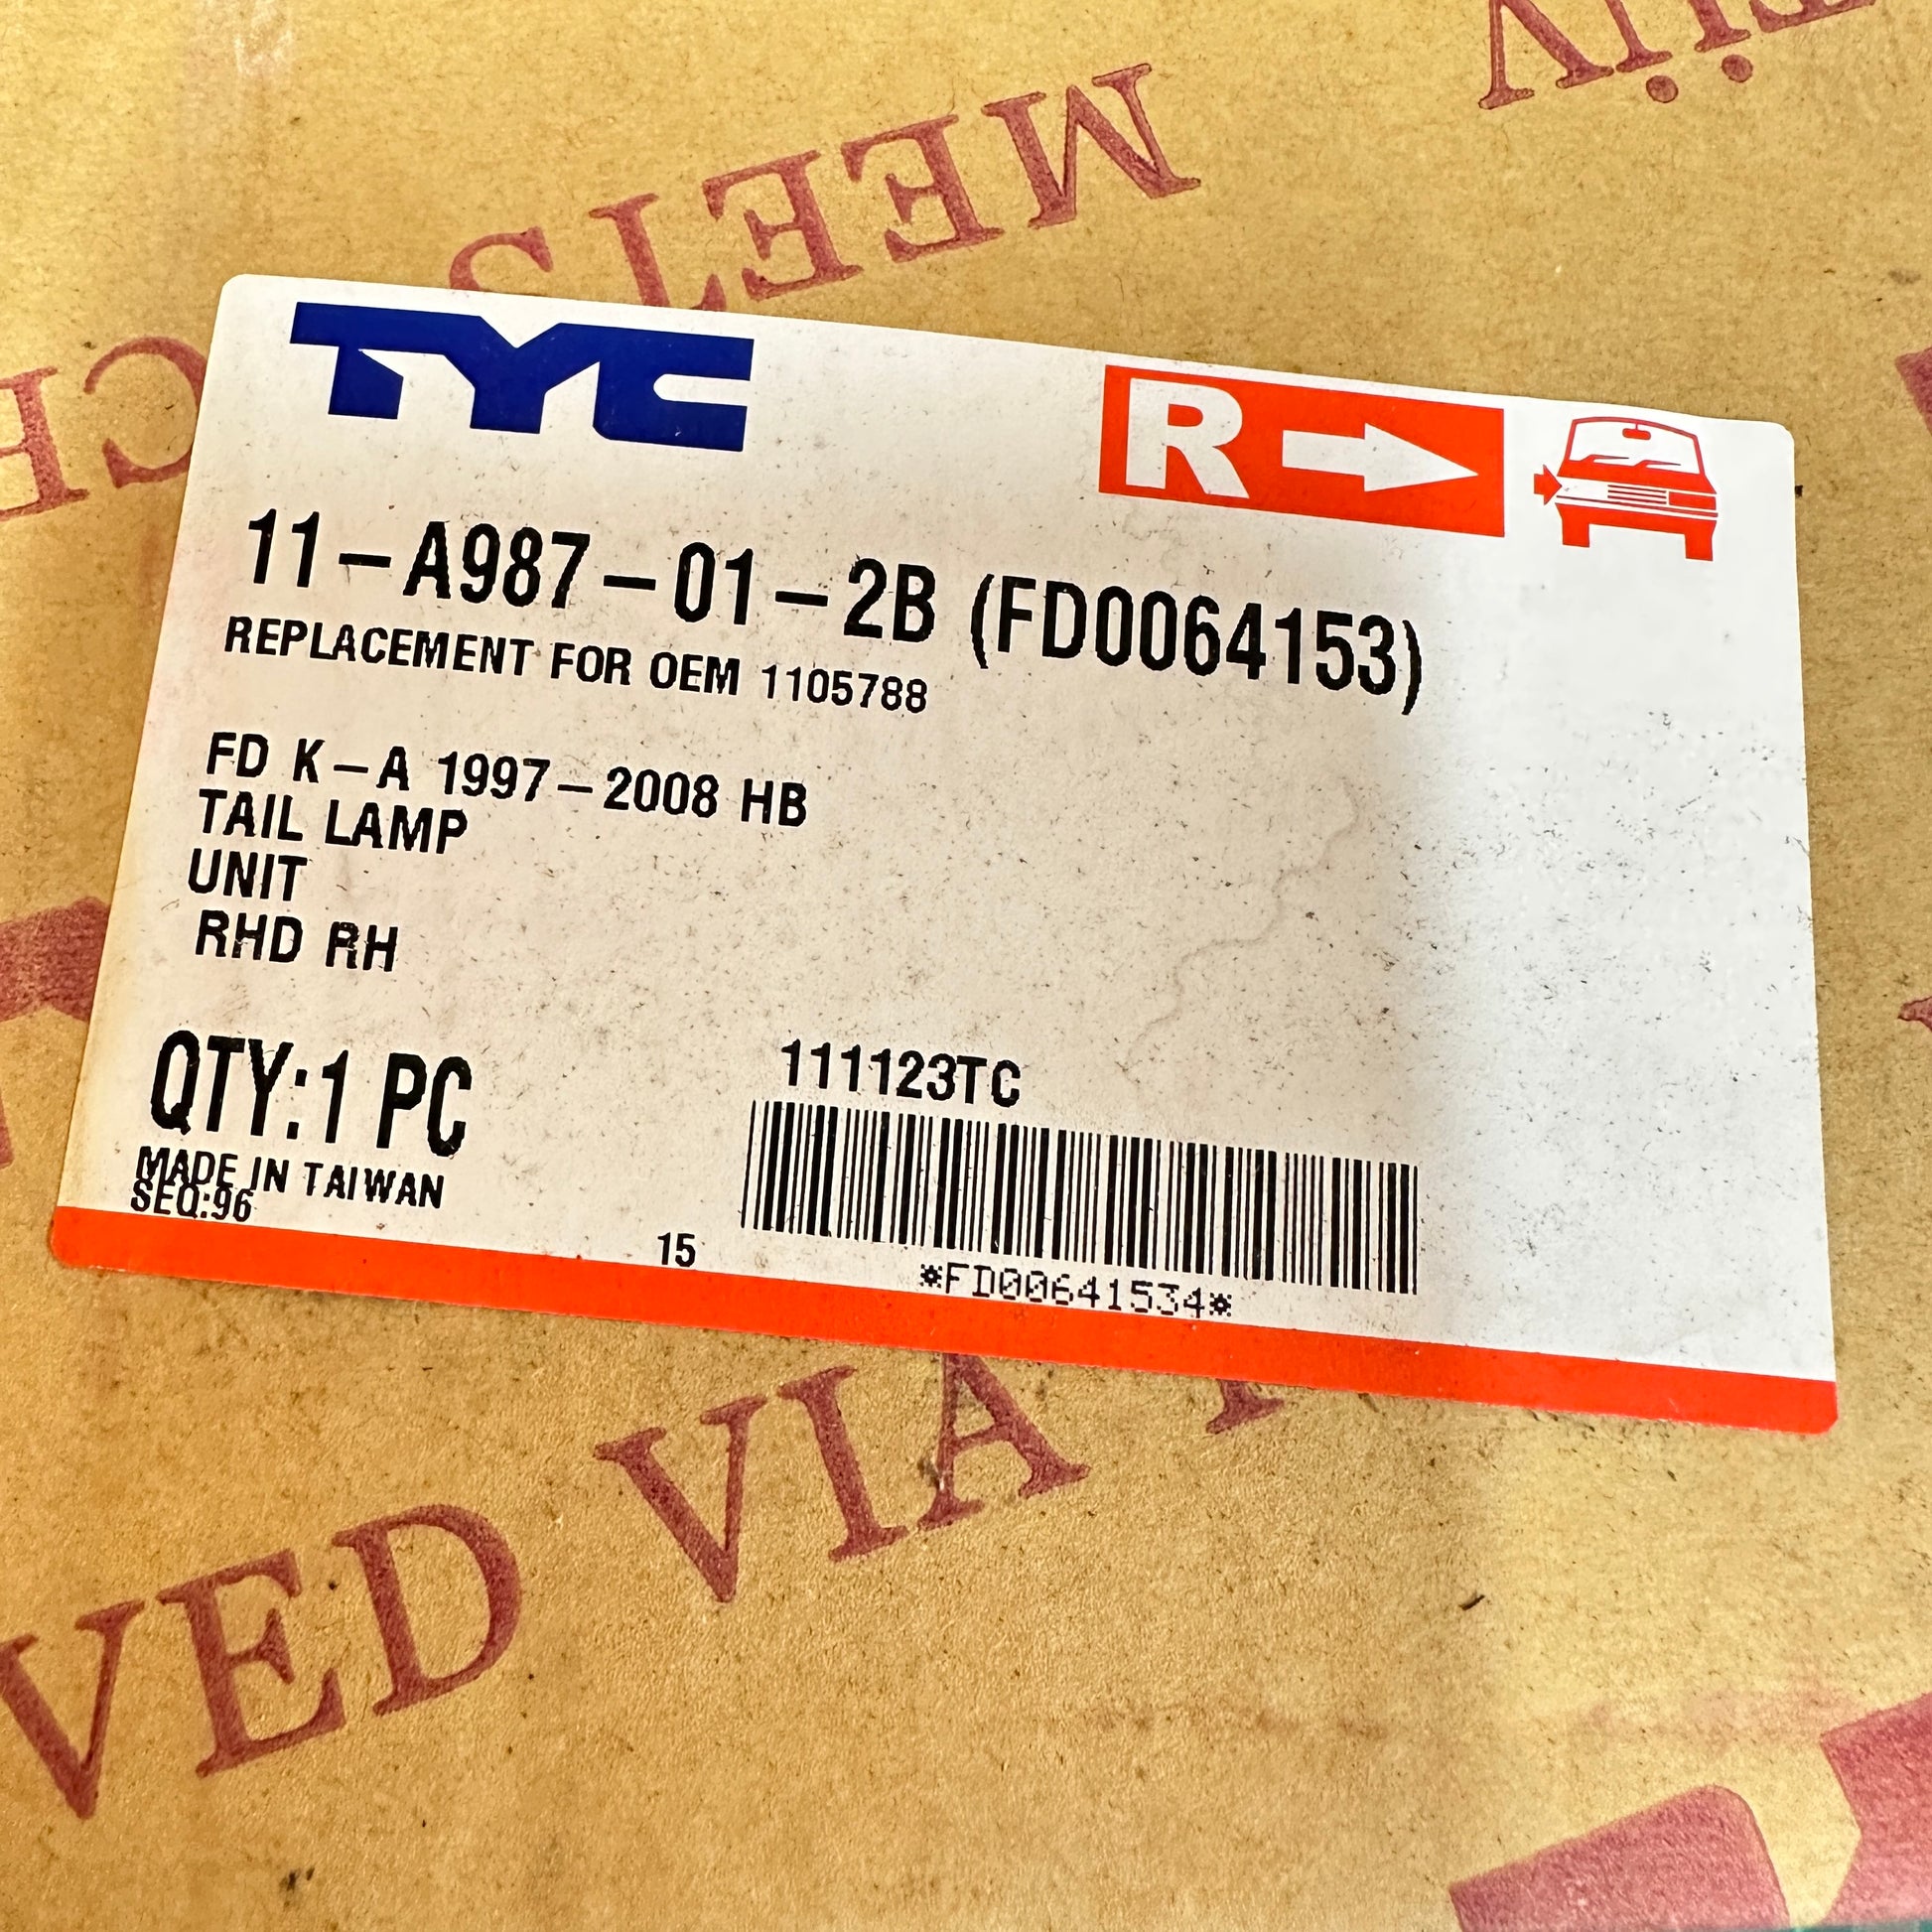 MEETS
TYC
R
11-A987-01-2B (FD0064153)
REPLACEMENT FOR OEM 1105788
FD K-A 1997-2008 HB
TAIL LAMP
UNIT
RHD RH
QTY:1 PC
MADE IN TAIWAN
SEQ:96
111123TC
15
*FD00641534*
VED VIA